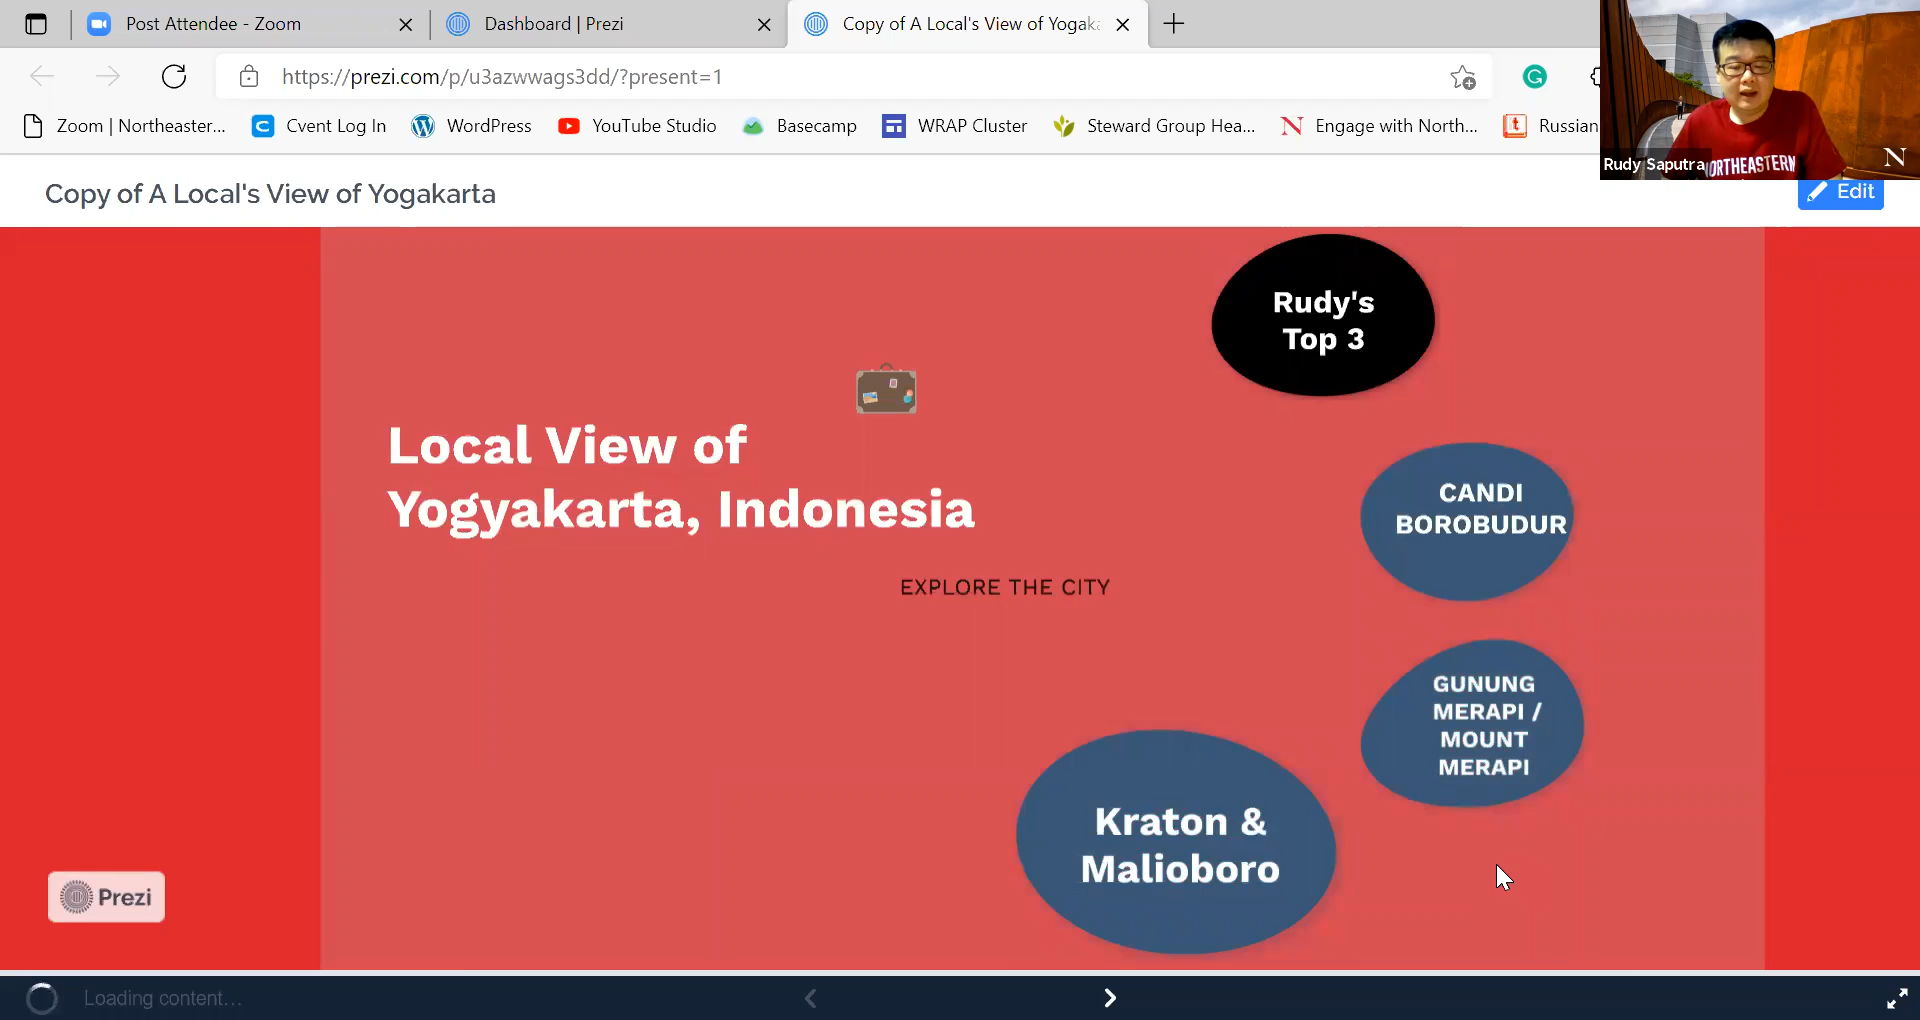 Post Attendee - Zoom
Dashboard | Prezi
Copy of A Local's View of Yogaka
https://prezi.com/p/u3azwwags3dd/?present=1
Zoom | Northeaster...
Cvent Log In
WordPress
YouTube Studio
Basecamp
WRAP Cluster
Steward Group Hea...
Engage with North...
Russian
Rudy Saputra
NORTHEASTERN
N
Copy of A Local's View of Yogakarta
Edit
Rudy's
Top 3
Local View of
Yogyakarta, Indonesia
CANDI
BOROBUDUR
EXPLORE THE CITY
GUNUNG
MERAPI /
MOUNT
MERAPI
Kraton &
Malioboro
Prezi
Loading content...